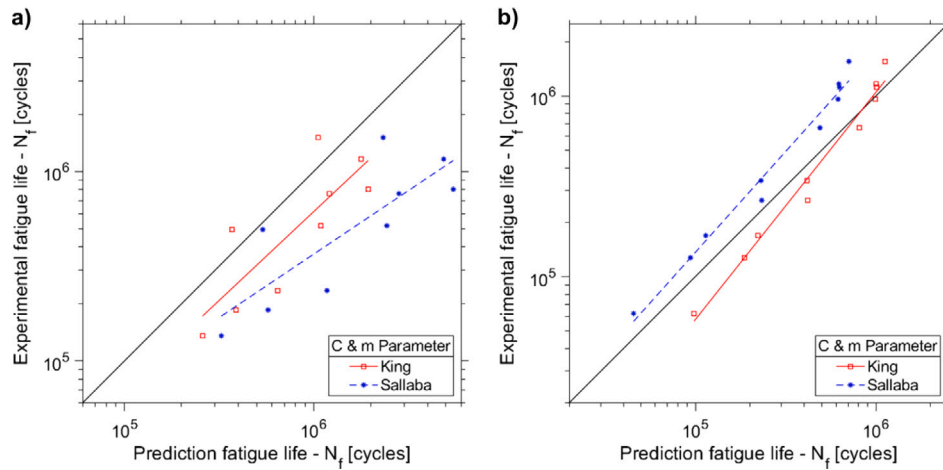 a)
Experimental fatigue life - N_f [cycles]
10^6
10^5
10^5
10^6
Prediction fatigue life - N_f [cycles]
C & m Parameter
King
Sallaba
b)
Experimental fatigue life - N_f [cycles]
10^6
10^5
10^5
10^6
Prediction fatigue life - N_f [cycles]
C & m Parameter
King
Sallaba